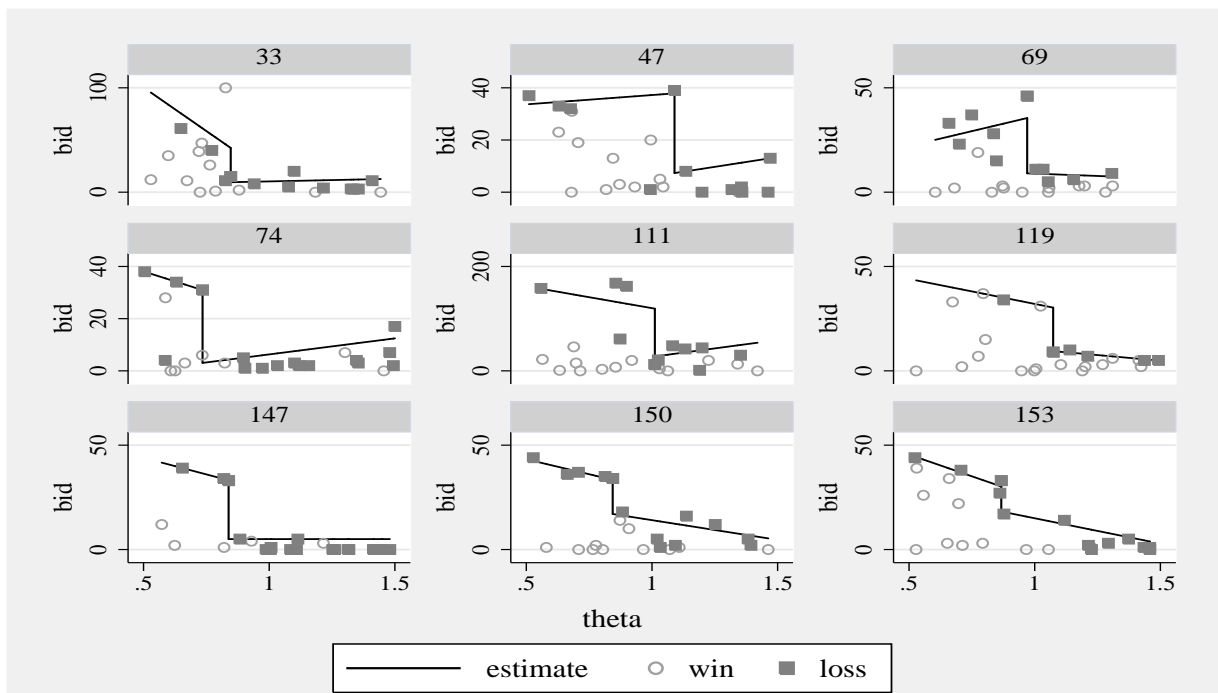 33 47 69
100 40 50
20
0 0 0
bid bid bid
74 111 119
40 200 50
20
0 0 0
bid bid bid
147 150 153
50 50 50
0 0 0
bid bid bid
.5 1 1.5 .5 1 1.5 .5 1 1.5
theta
estimate win loss